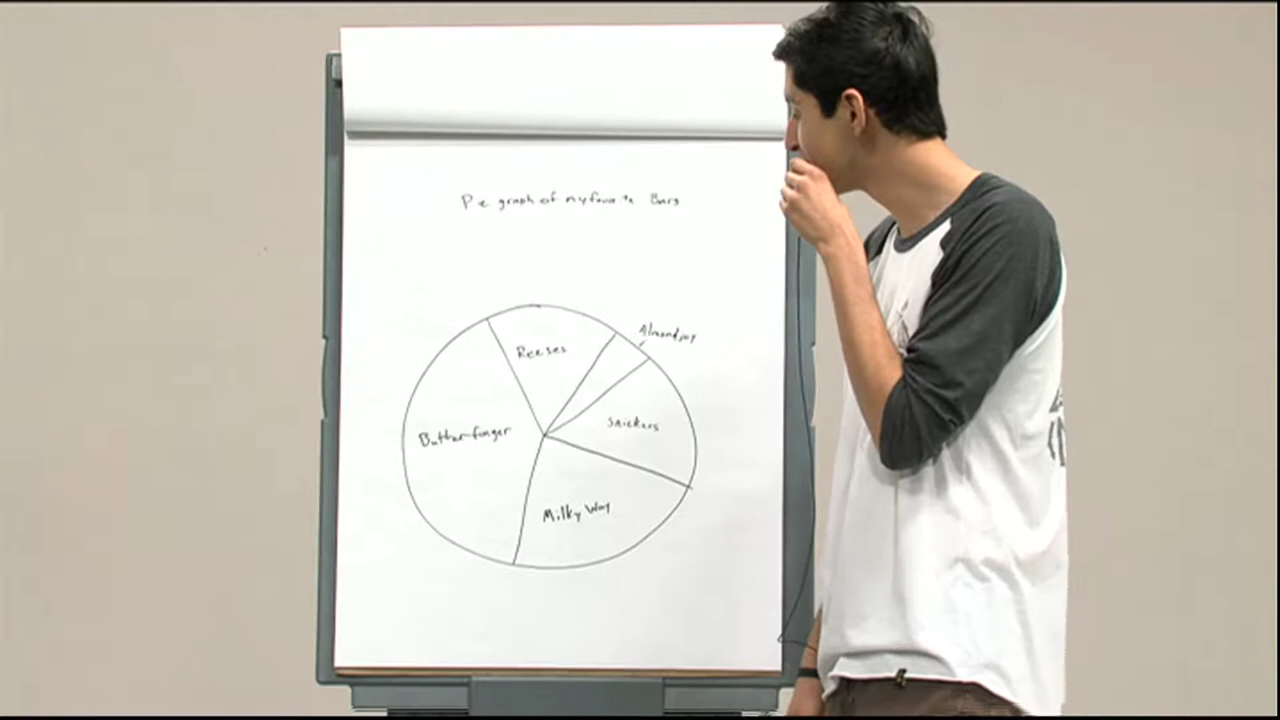 Pie graph of my favorite Bars
Reeses
Almond joy
Snickers
Butterfinger
Milky Way